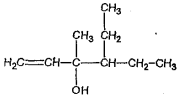 CH₃
CH₃ CH₂
H₂C CH C CH CH₂ CH₃
OH